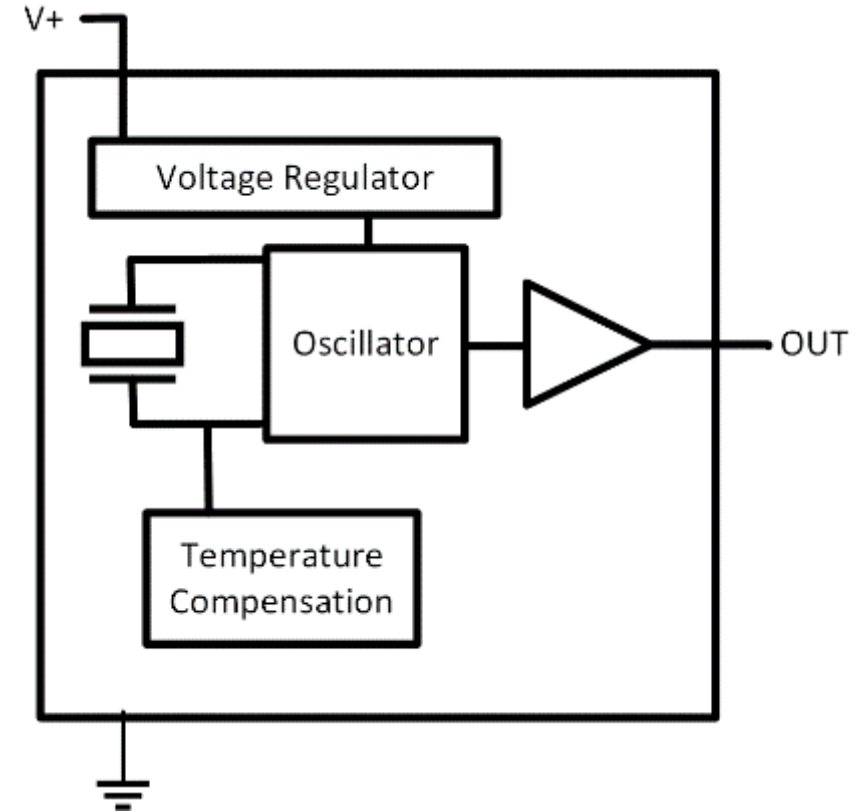 V+
Voltage Regulator
Oscillator
OUT
Temperature
Compensation